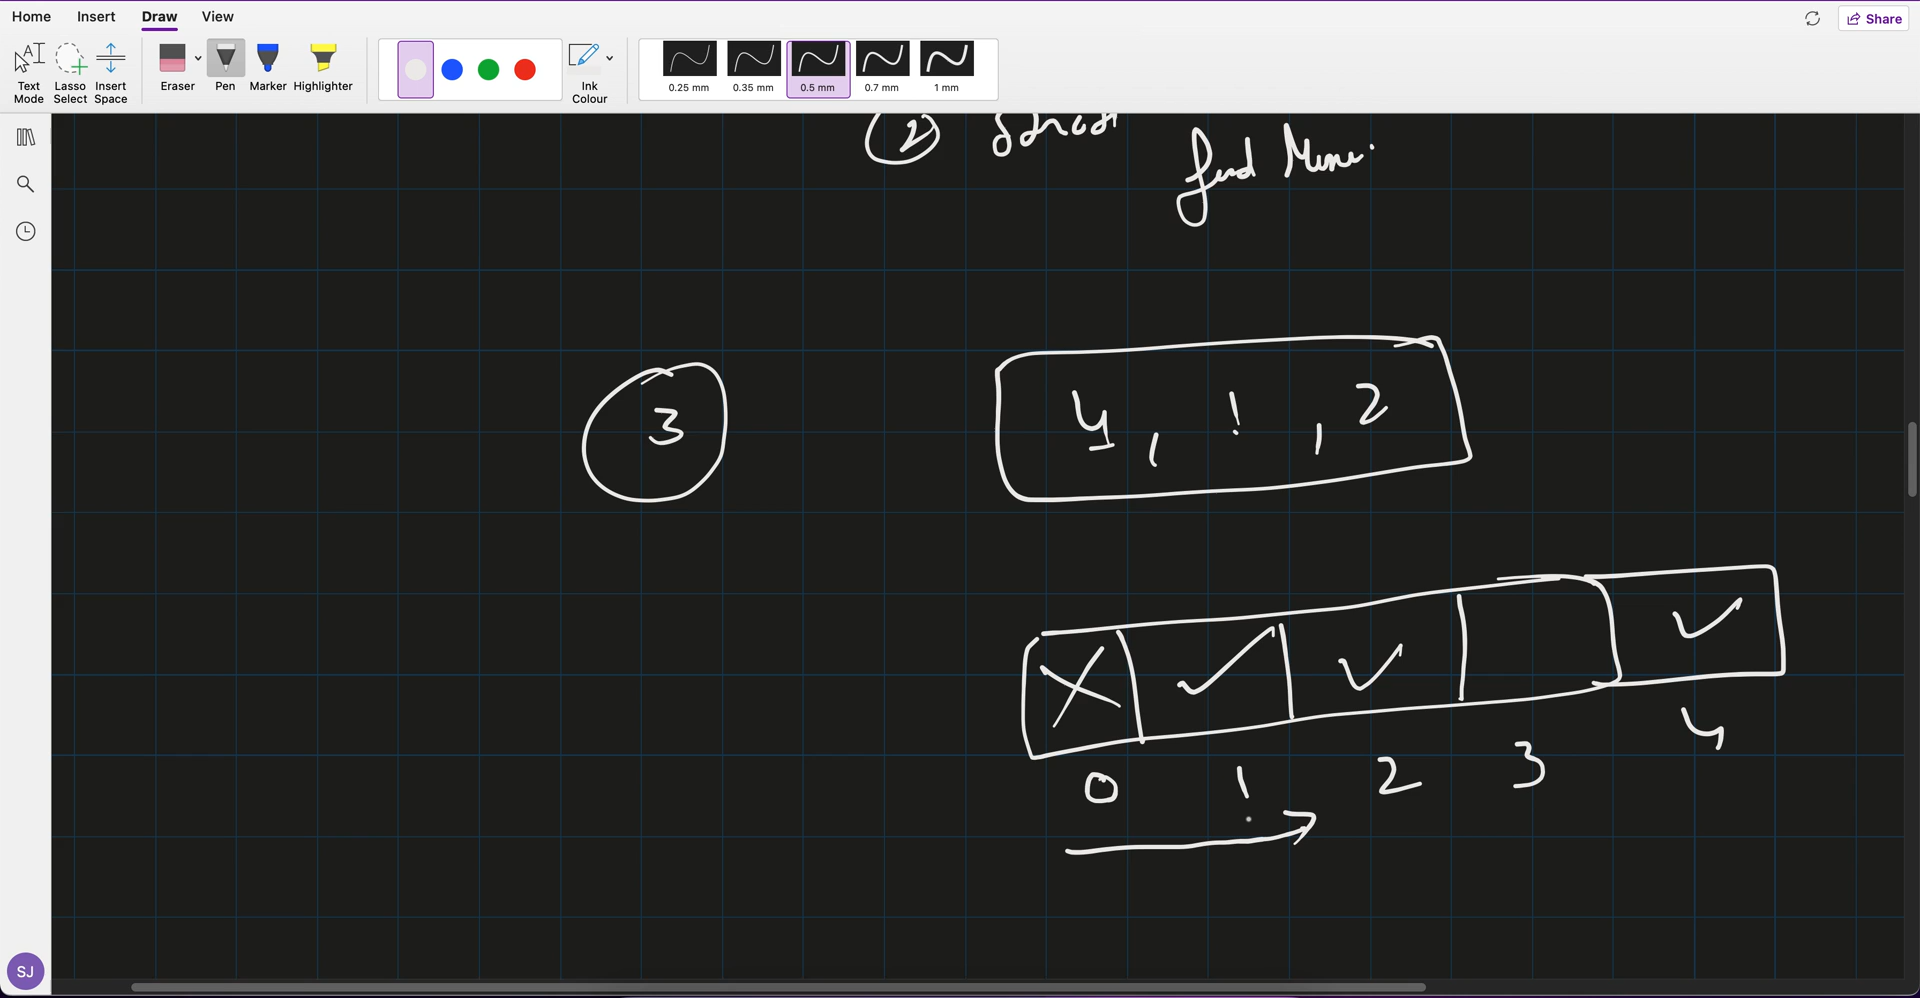 Home Insert Draw View
Share
Text Mode
Lasso Select
Insert Space
Eraser
Pen
Marker
Highlighter
Ink Colour
0.25 mm
0.35 mm
0.5 mm
0.7 mm
1 mm
2
find
3
4 , 1 , 2
0 1 2 3 4
SJ